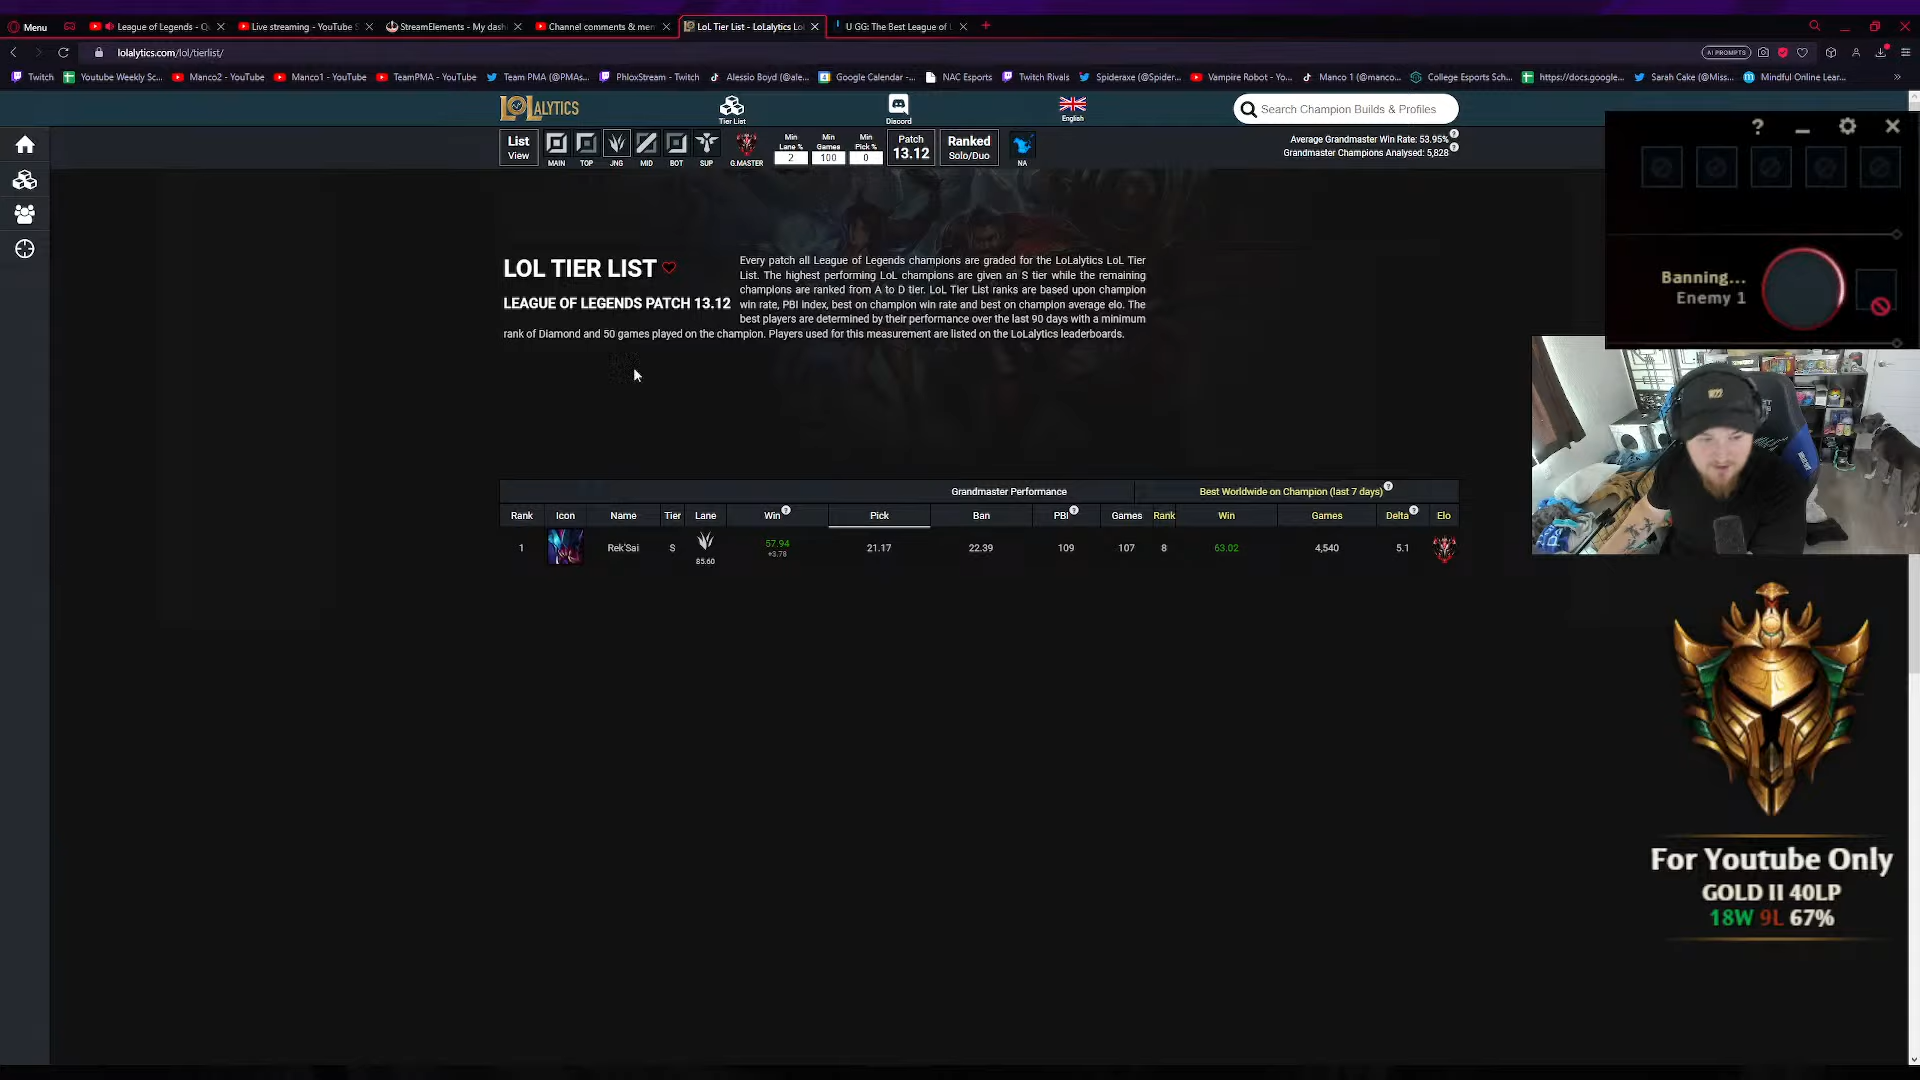 Menu
League of Legends - O
Live streaming - YouTube S
StreamElements - My dash
Channel comments & men
LoL Tier List - LoLalytics Lo
U GG: The Best League of L
lolalytics.com/lol/tierlist/
AI PROMPTS
Twitch
Youtube Weekly Sc...
Manco2 - YouTube
Manco1 - YouTube
TeamPMA - YouTube
Team PMA (@PMAs...
PhloxStream - Twitch
Alessio Boyd (@ale...
Google Calendar -...
NAC Esports
Twitch Rivals
Spideraxe (@Spider...
Vampire Robot - Yo...
Manco 1 (@manco...
College Esports Sch...
https://docs.google...
Sarah Cake (@Miss...
Mindful Online Lear...
LOLALYTICS
Tier List
Discord
English
Search Champion Builds & Profiles
List
View
MAIN
TOP
JNG
MID
BOT
SUP
G.MASTER
Min
Lane %
2
Min
Games
100
Min
Pick %
0
Patch
13.12
Ranked
Solo/Duo
NA
Average Grandmaster Win Rate: 53.95%
Grandmaster Champions Analysed: 5,828
LOL TIER LIST
LEAGUE OF LEGENDS PATCH 13.12
Every patch all League of Legends champions are graded for the LoLalytics LoL Tier
List. The highest performing LoL champions are given an S tier while the remaining
champions are ranked from A to D tier. LoL Tier List ranks are based upon champion
win rate, PBI Index, best on champion win rate and best on champion average elo. The
best players are determined by their performance over the last 90 days with a minimum
rank of Diamond and 50 games played on the champion. Players used for this measurement are listed on the LoLalytics leaderboards.
Grandmaster Performance
Best Worldwide on Champion (last 7 days)
Rank Icon Name Tier Lane Win Pick Ban PBI Games Rank Win Games Delta Elo
1 Rek'Sai S 85.60 57.94 +3.78 21.17 22.39 109 107 8 63.02 4,540 5.1
Banning...
Enemy 1
For Youtube Only
GOLD II 40LP
18W 9L 67%